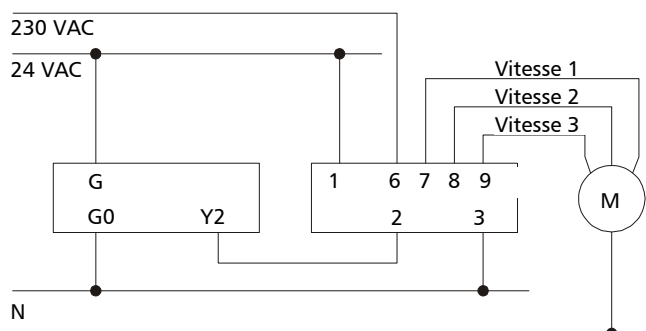 230 VAC
24 VAC
Vitesse 1
Vitesse 2
Vitesse 3
G
1 6 7 8 9
G0 Y2
2 3
M
N